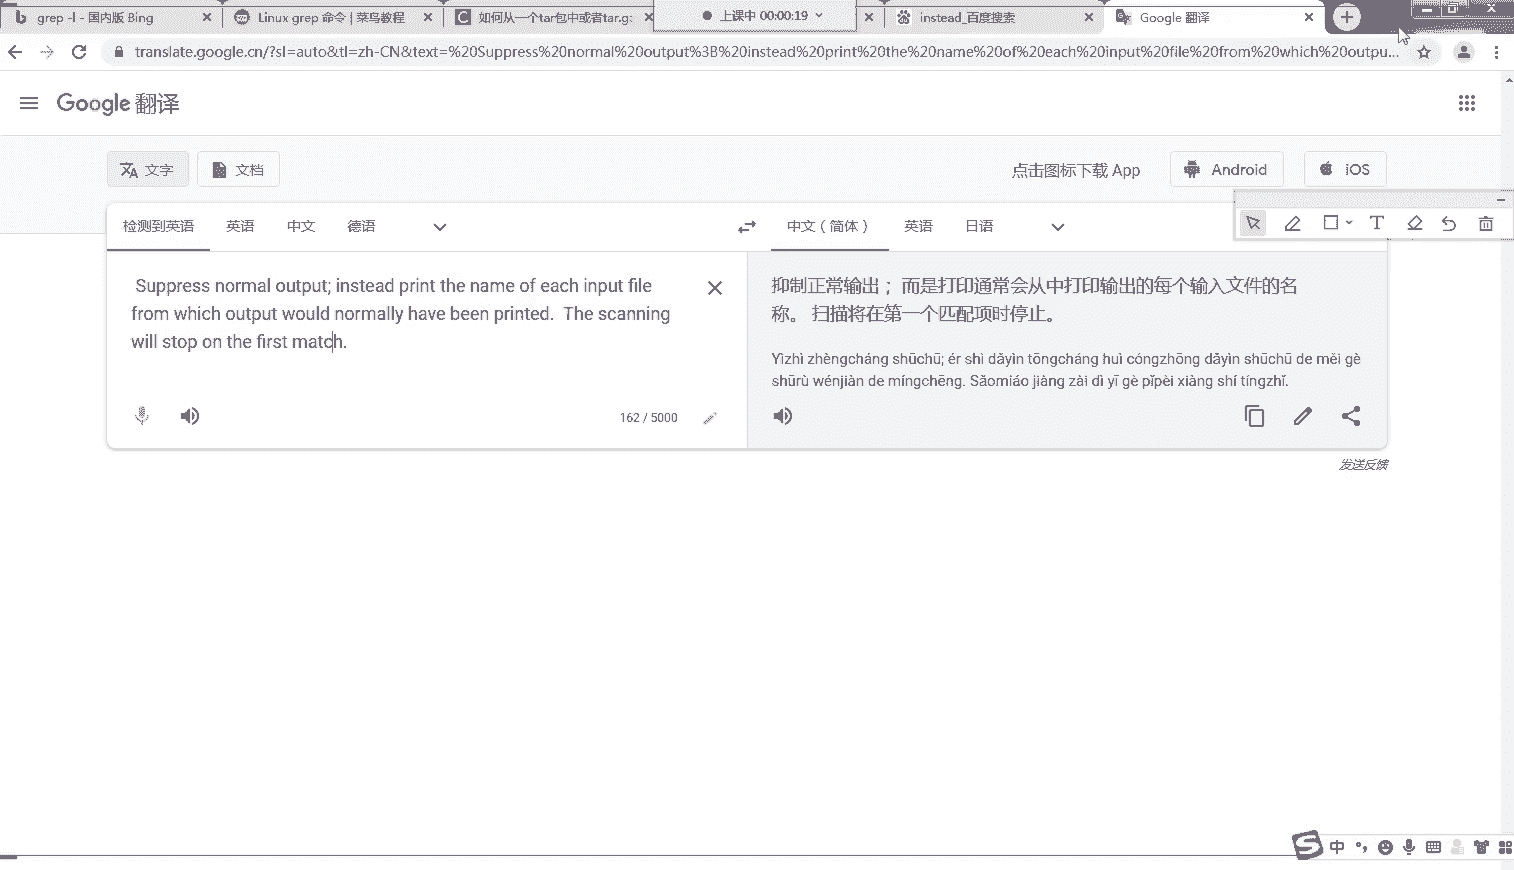 grep -l - 国内版 Bing
Linux grep 命令 | 菜鸟教程
如何从一个tar包中或者tar.g:
上课中 00:00:19
instead_百度搜索
Google 翻译
translate.google.cn/?sl=auto&tl=zh-CN&text=%20Suppress%20normal%20output%3B%20instead%20print%20the%20name%20of%20each%20input%20file%20from%20which%20outpu...
Google 翻译
文字
文档
点击图标下载 App
Android
iOS
检测到英语
英语
中文
德语
中文（简体）
英语
日语
T
Suppress normal output; instead print the name of each input file
from which output would normally have been printed.  The scanning
will stop on the first match.
162 / 5000
抑制正常输出； 而是打印通常会从中打印输出的每个输入文件的名
称。 扫描将在第一个匹配项时停止。
Yìzhì zhèngcháng shūchū; ér shì dǎyìn tōngcháng huì cóngzhōng dǎyìn shūchū de měi gè
shūrù wénjiàn de míngchēng. Sǎomiáo jiàng zài dì yī gè pǐpèi xiàng shí tíngzhǐ.
发送反馈
中